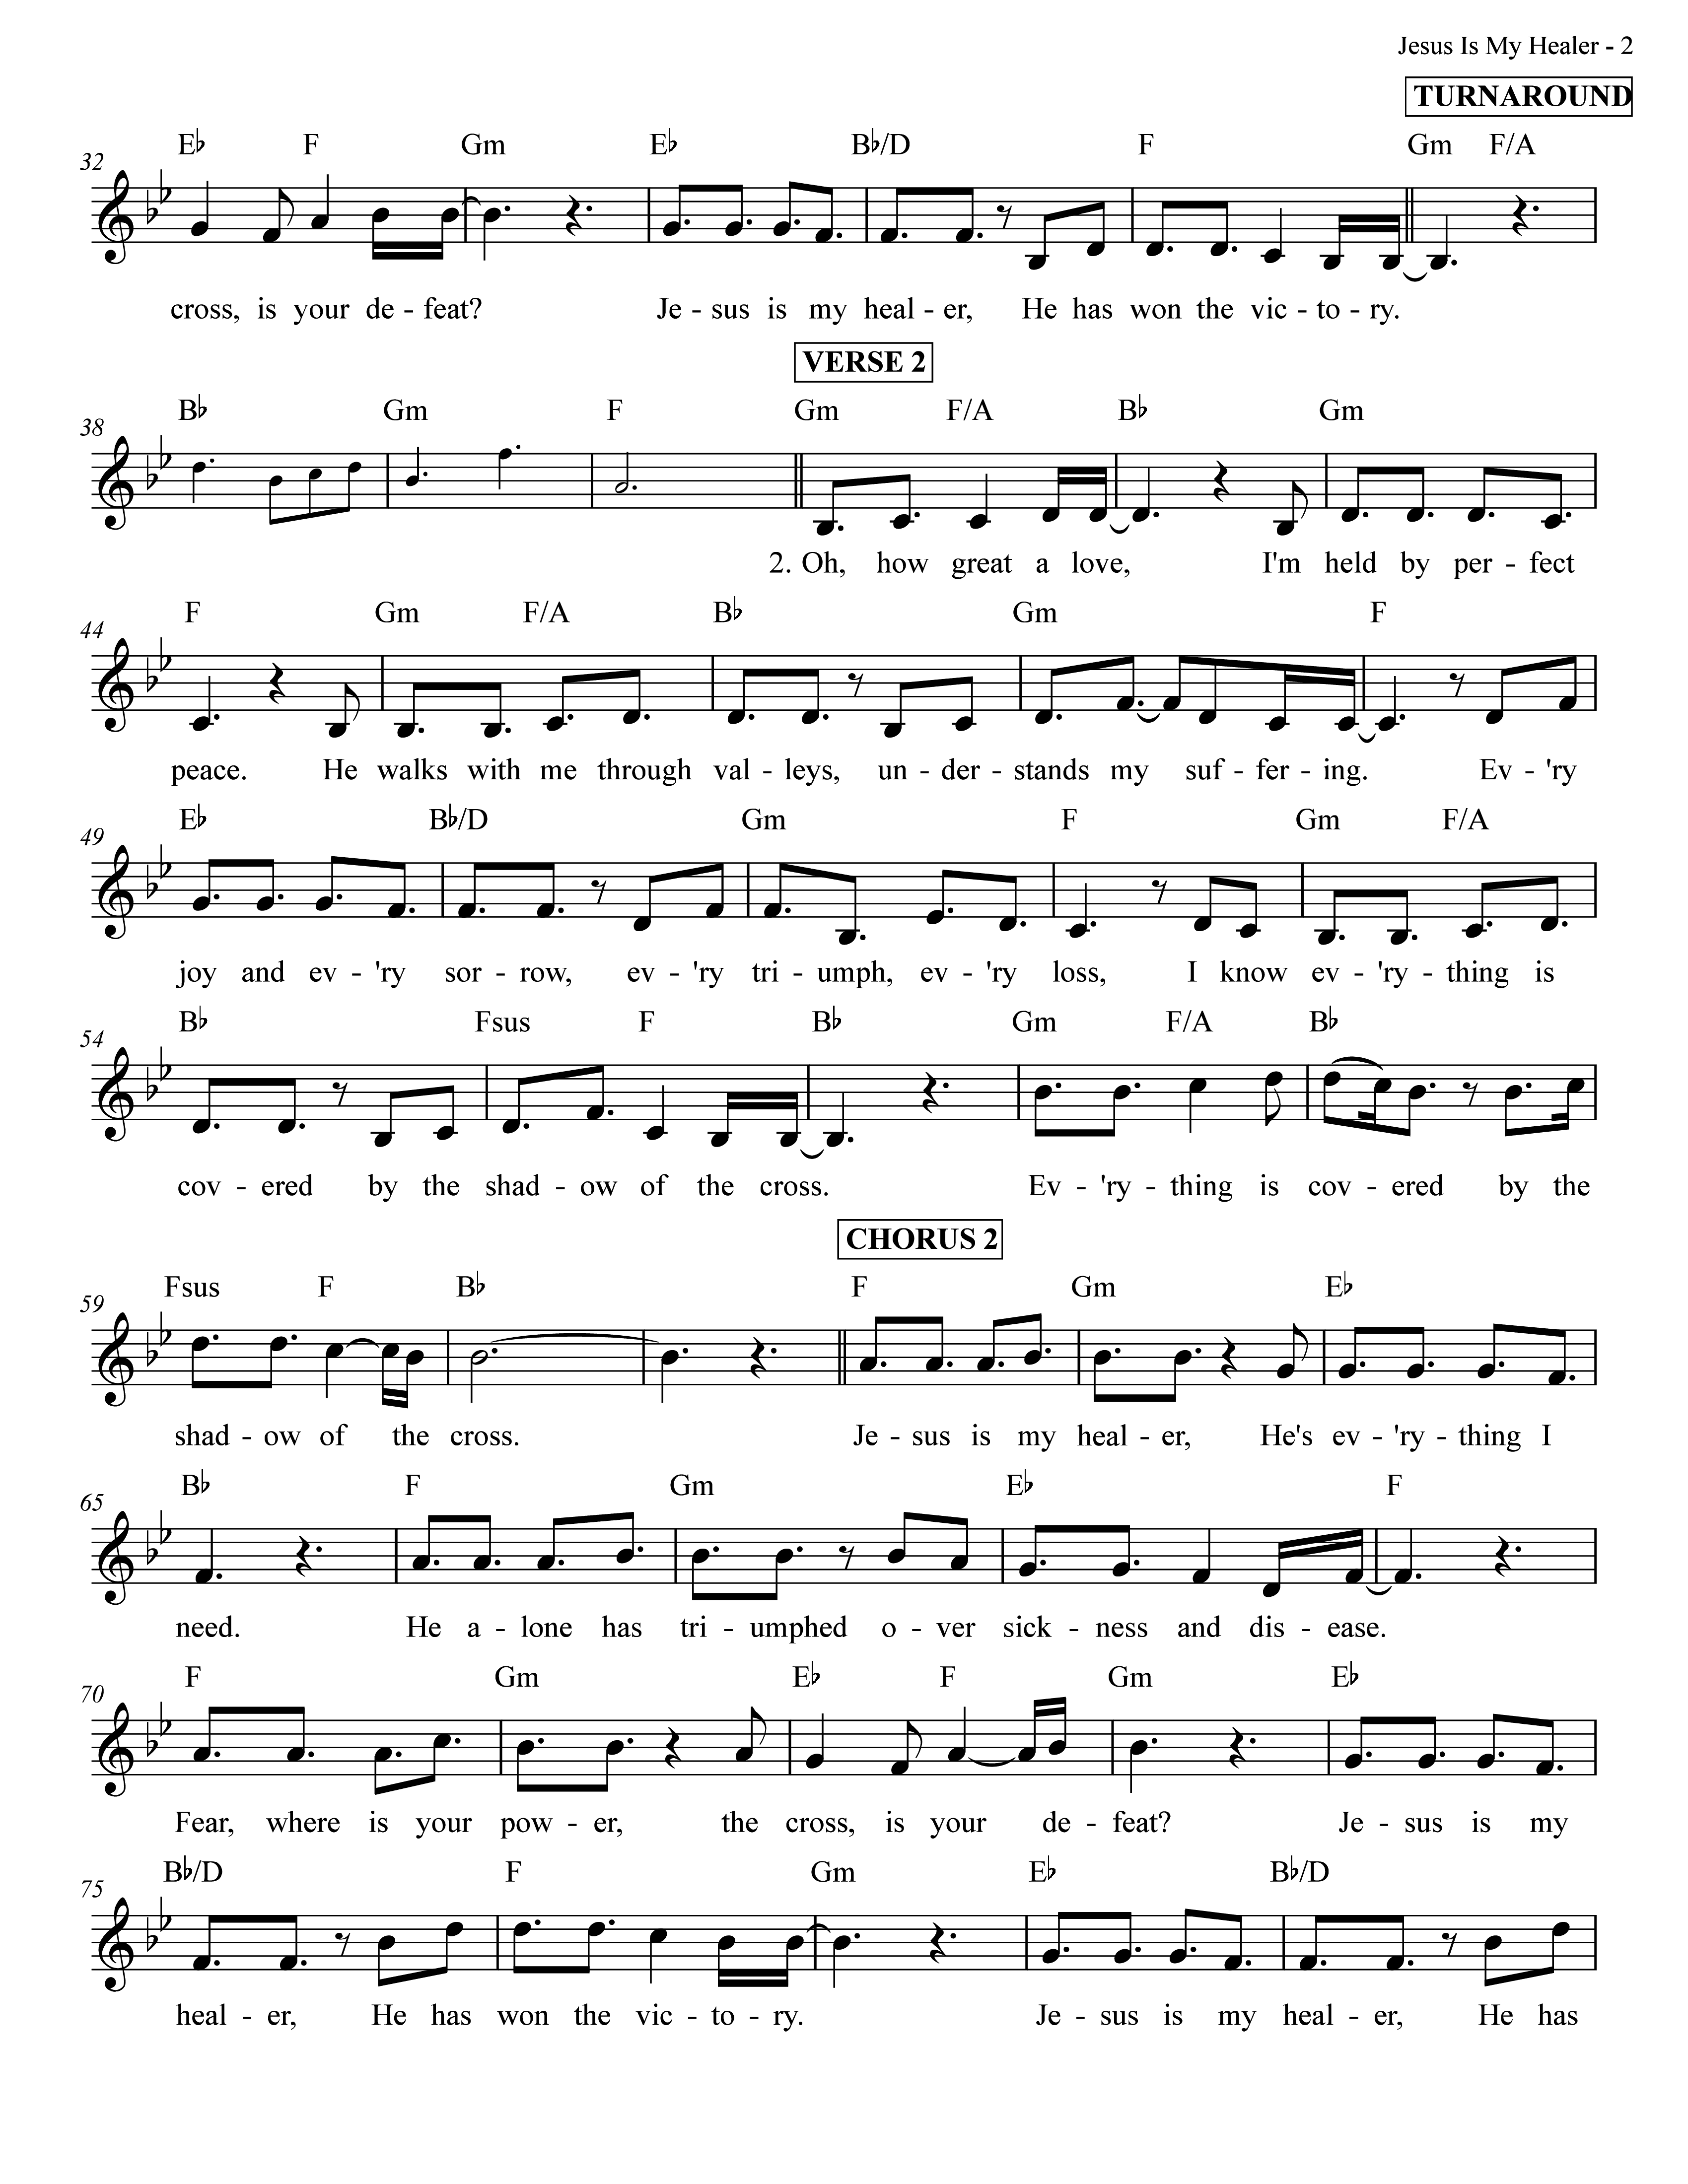 Jesus Is My Healer - 2
TURNAROUND
E♭ F Gm E♭ B♭/D F Gm F/A
32
cross, is your de - feat? Je - sus is my heal - er, He has won the vic - to - ry.
VERSE 2
B♭ Gm F Gm F/A B♭ Gm
38
2. Oh, how great a love, I'm held by per - fect
F Gm F/A B♭ Gm F
44
peace. He walks with me through val - leys, un - der - stands my suf - fer - ing. Ev - 'ry
E♭ B♭/D Gm F Gm F/A
49
joy and ev - 'ry sor - row, ev - 'ry tri - umph, ev - 'ry loss, I know ev - 'ry - thing is
B♭ Fsus F B♭ Gm F/A B♭
54
cov - ered by the shad - ow of the cross. Ev - 'ry - thing is cov - ered by the
CHORUS 2
Fsus F B♭ F Gm E♭
59
shad - ow of the cross. Je - sus is my heal - er, He's ev - 'ry - thing I
B♭ F Gm E♭ F
65
need. He a - lone has tri - umphed o - ver sick - ness and dis - ease.
F Gm E♭ F Gm E♭
70
Fear, where is your pow - er, the cross, is your de - feat? Je - sus is my
B♭/D F Gm E♭ B♭/D
75
heal - er, He has won the vic - to - ry. Je - sus is my heal - er, He has